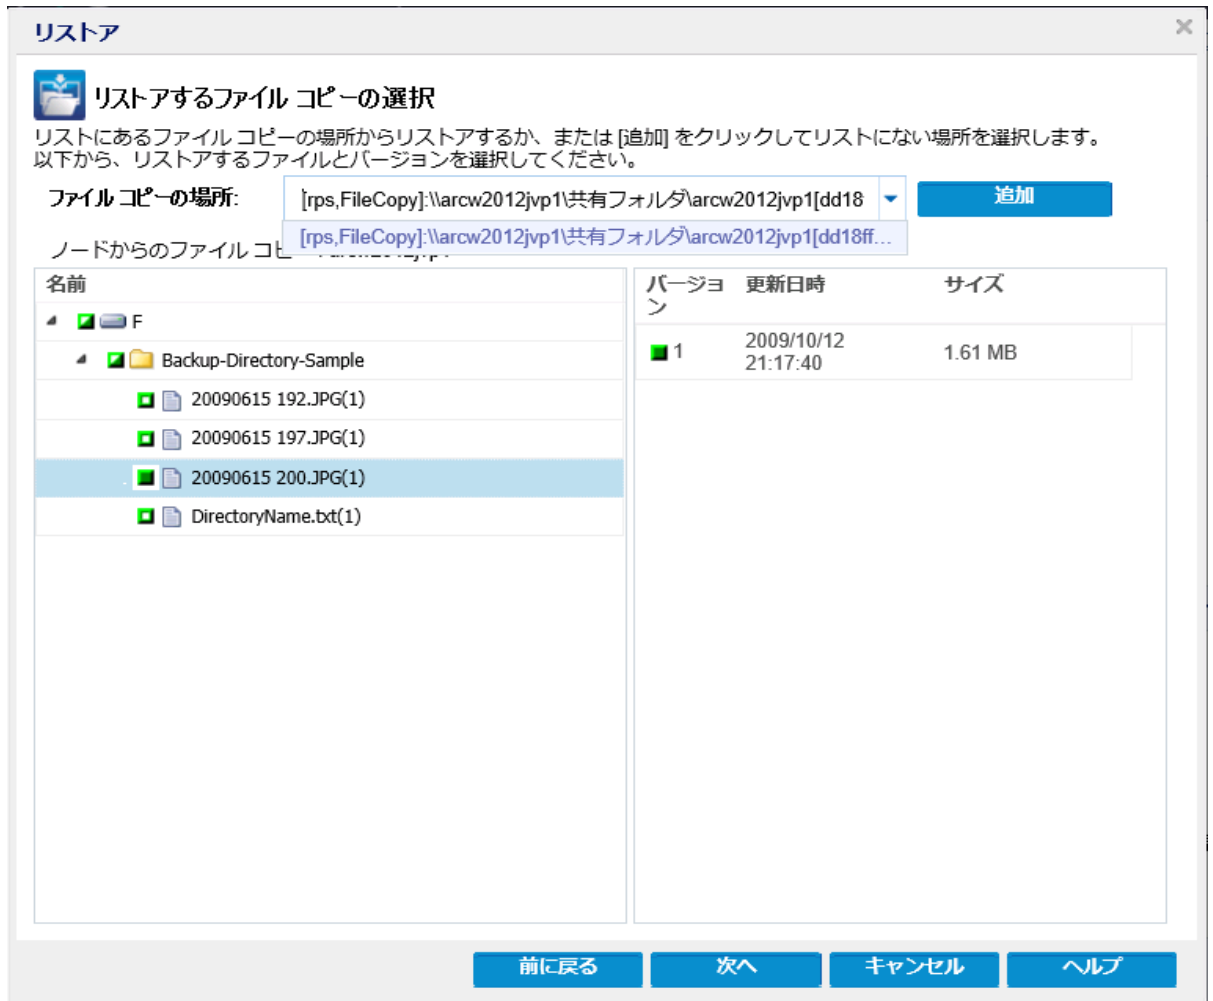 リストア
リストアするファイル コピーの選択
リストにあるファイル コピーの場所からリストアするか、または [追加] をクリックしてリストにない場所を選択します。
以下から、リストアするファイルとバージョンを選択してください。
ファイル コピーの場所:
[rps,FileCopy]:\\arcw2012jvp1\共有フォルダ\arcw2012jvp1[dd18
追加
[rps,FileCopy]:\\arcw2012jvp1\共有フォルダ\arcw2012jvp1[dd18ff...
ノードからのファイル コピー
名前
バージョン
更新日時
サイズ
F
Backup-Directory-Sample
20090615 192.JPG(1)
20090615 197.JPG(1)
20090615 200.JPG(1)
DirectoryName.txt(1)
1
2009/10/12
21:17:40
1.61 MB
前に戻る
次へ
キャンセル
ヘルプ